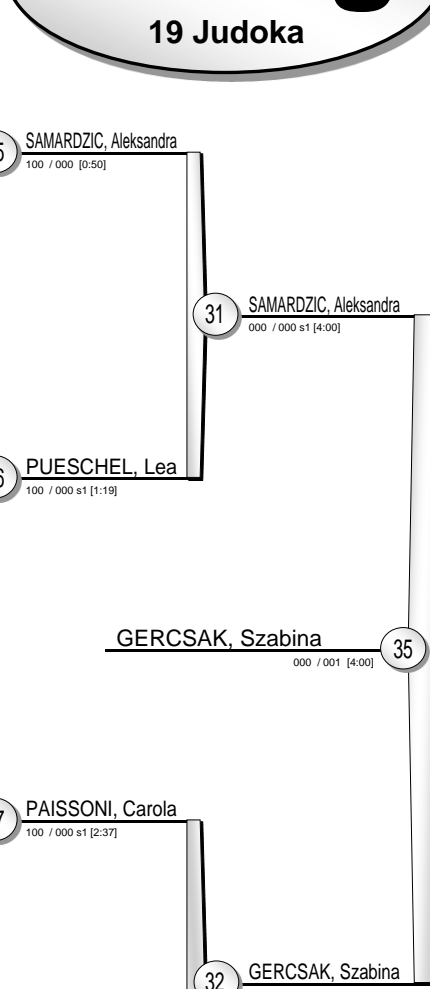 19 Judoka
SAMARDZIC, Aleksandra
100 / 000 [0:50]
31
SAMARDZIC, Aleksandra
000 / 000 s1 [4:00]
PUESCHEL, Lea
100 / 000 s1 [1:19]
GERCSAK, Szabina
35
000 / 001 [4:00]
PAISSONI, Carola
100 / 000 s1 [2:37]
32
GERCSAK, Szabina